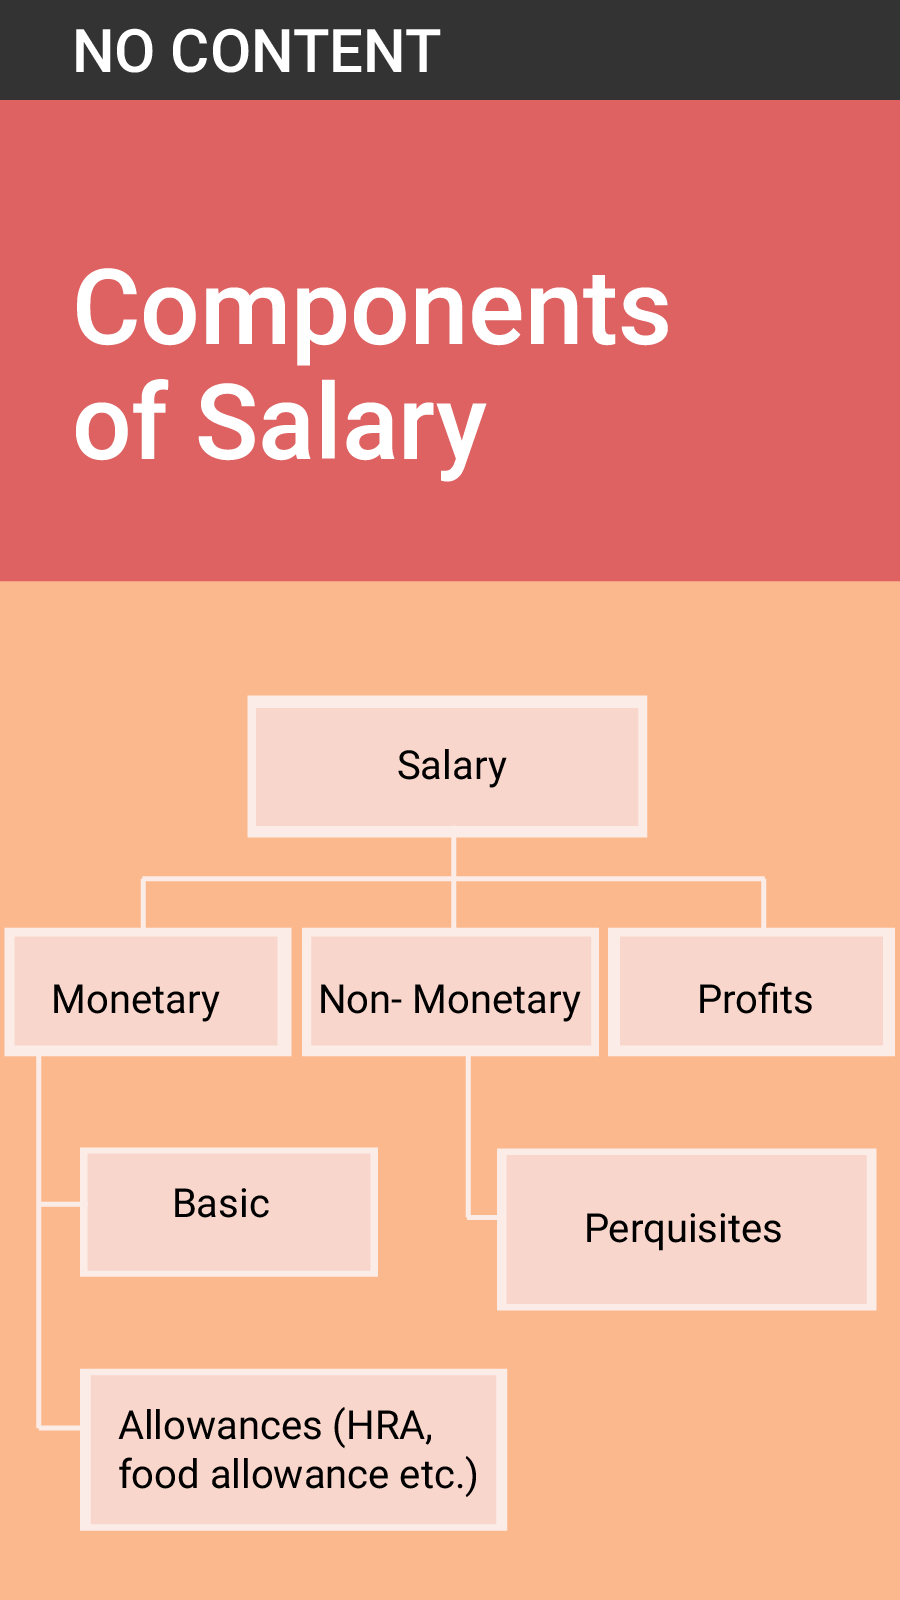 NO CONTENT
Components
of Salary
Salary
Monetary
Non- Monetary
Profits
Basic
Perquisites
Allowances (HRA,
food allowance etc.)